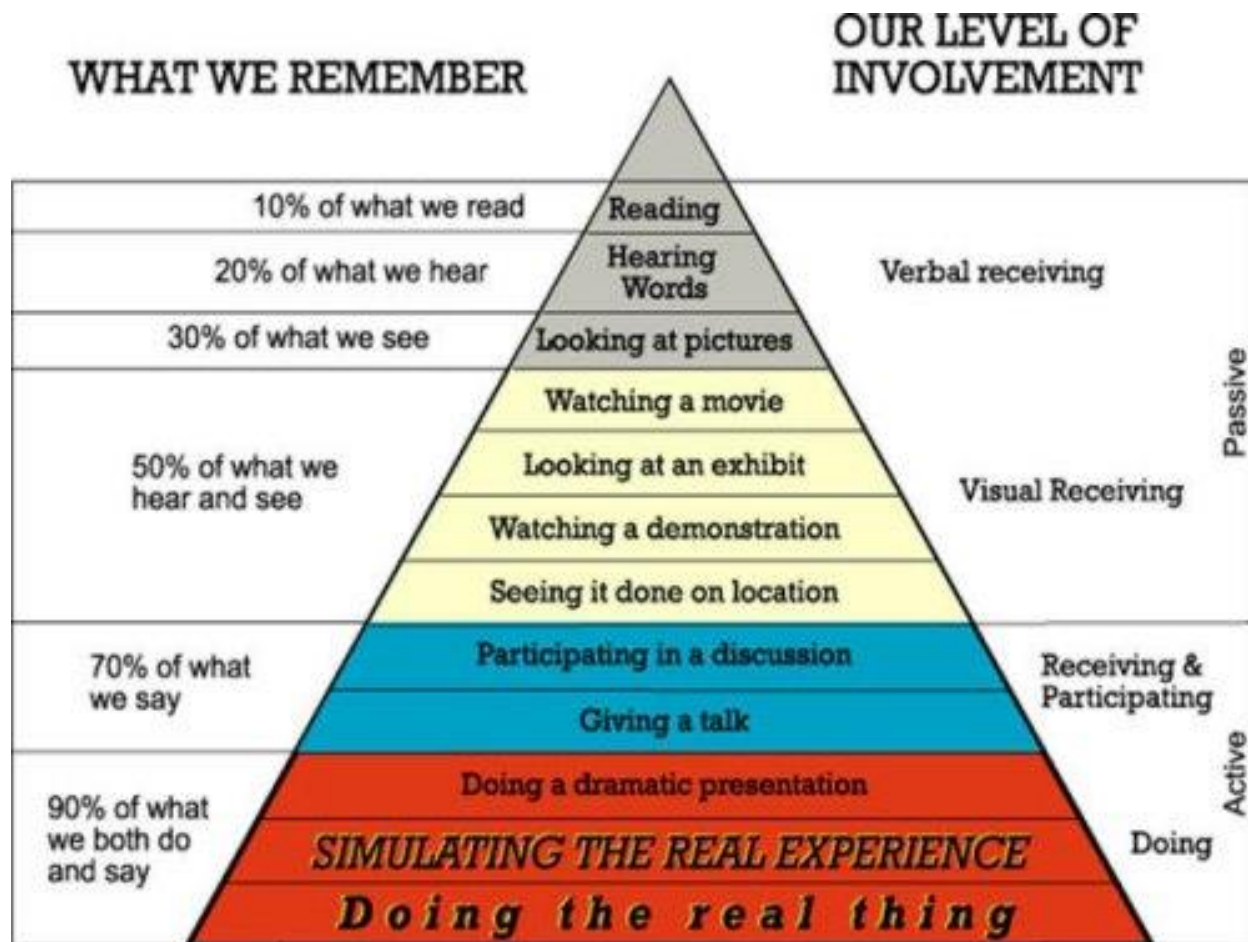 WHAT WE REMEMBER
OUR LEVEL OF
INVOLVEMENT
10% of what we read
Reading
20% of what we hear
Hearing
Words
Verbal receiving
30% of what we see
Looking at pictures
Passive
50% of what we
hear and see
Watching a movie
Looking at an exhibit
Watching a demonstration
Seeing it done on location
Visual Receiving
70% of what
we say
Participating in a discussion
Giving a talk
Receiving &
Participating
Active
90% of what
we both do
and say
Doing a dramatic presentation
SIMULATING THE REAL EXPERIENCE
Doing the real thing
Doing